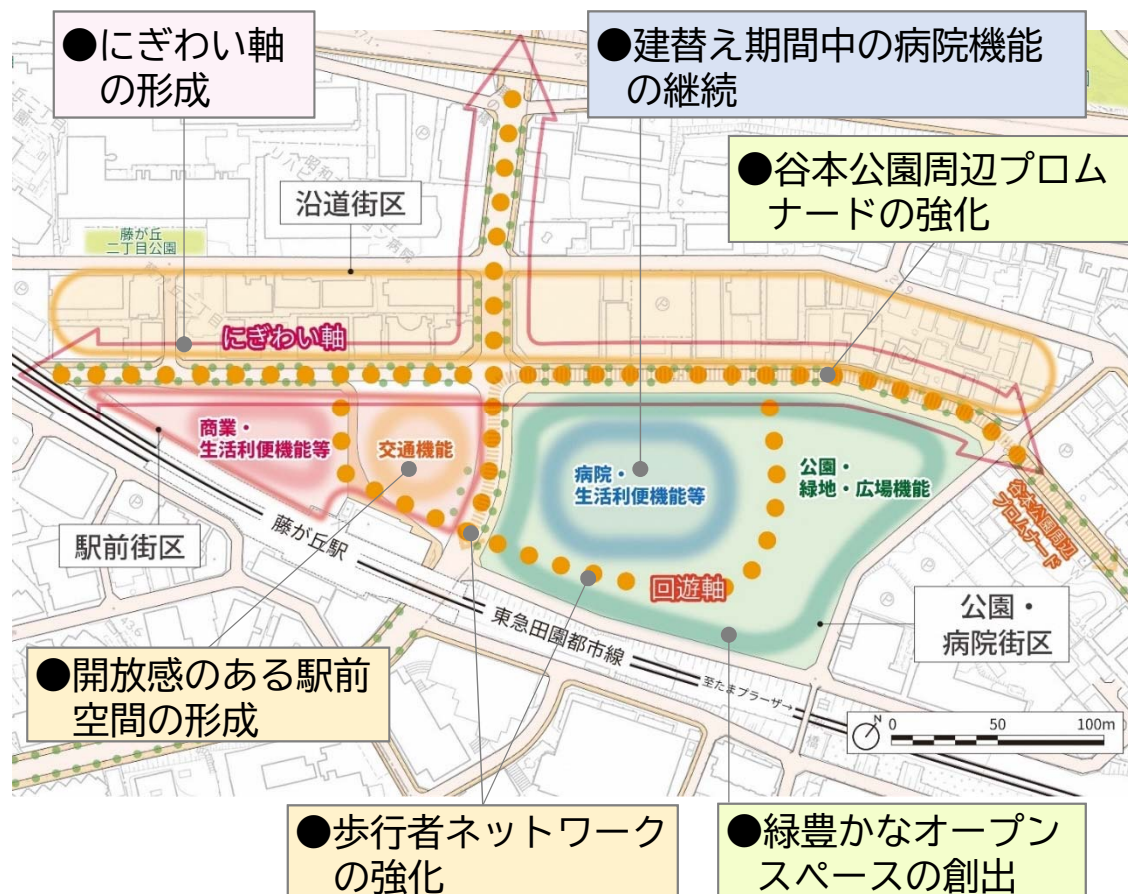 ●にぎわい軸
の形成
●建替え期間中の病院機能
の継続
●谷本公園周辺プロム
ナードの強化
沿道街区
藤が丘
二丁目公園
にぎわい軸
商業・
生活利便機能等
交通機能
病院・
生活利便機能等
公園・
緑地・広場機能
谷本公園周辺
プロムナード
駅前街区
藤が丘駅
回遊軸
東急田園都市線
公園・
病院街区
至たまプラーザ→
●開放感のある駅前
空間の形成
N 0 50 100m
●歩行者ネットワーク
の強化
●緑豊かなオープン
スペースの創出